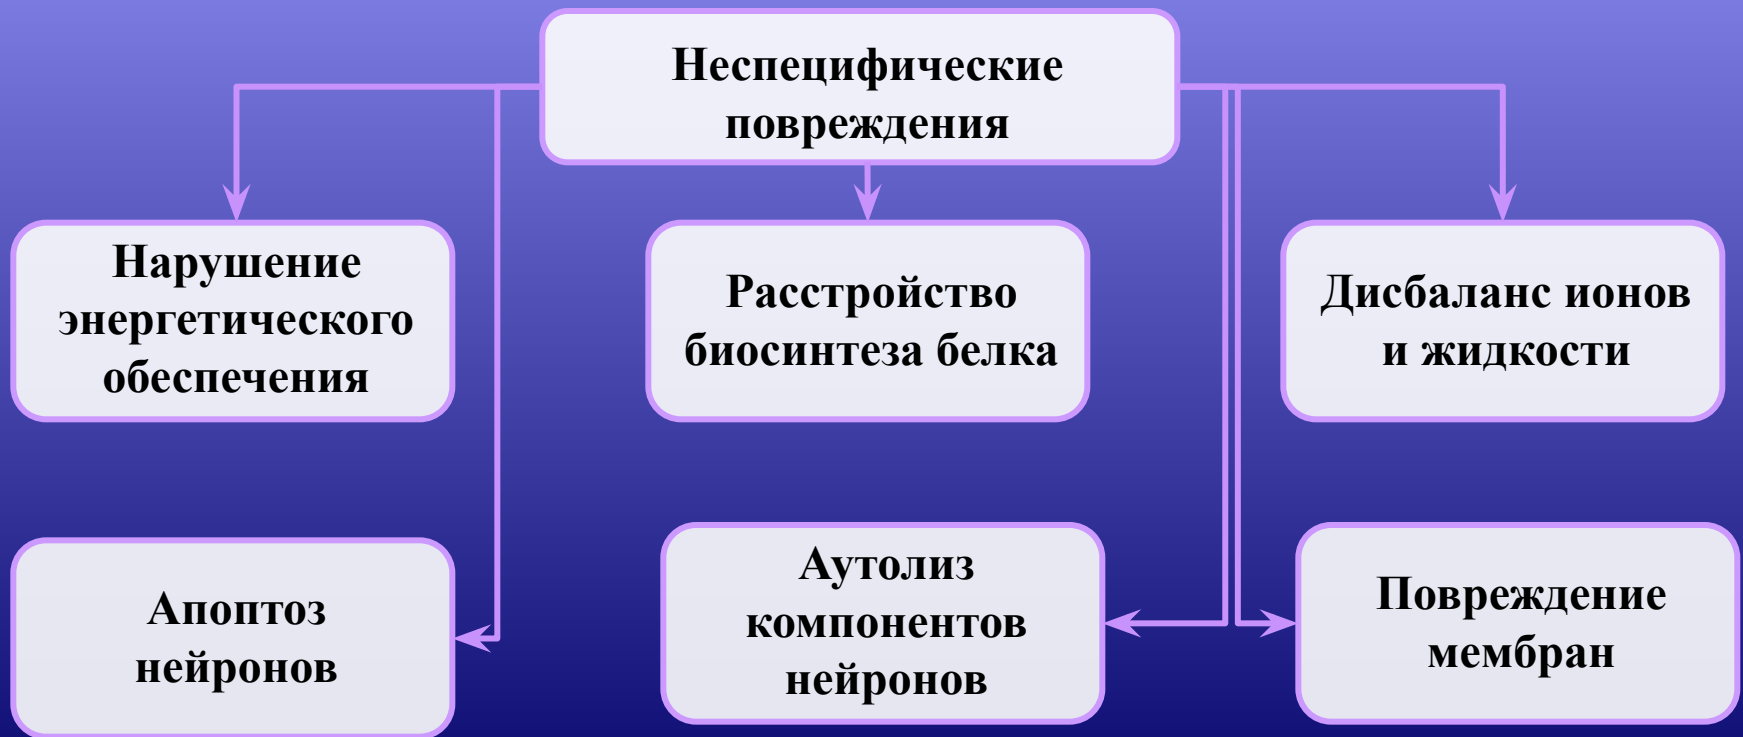 Неспецифические
повреждения
Нарушение
энергетического
обеспечения
Расстройство
биосинтеза белка
Дисбаланс ионов
и жидкости
Апоптоз
нейронов
Аутолиз
компонентов
нейронов
Повреждение
мембран